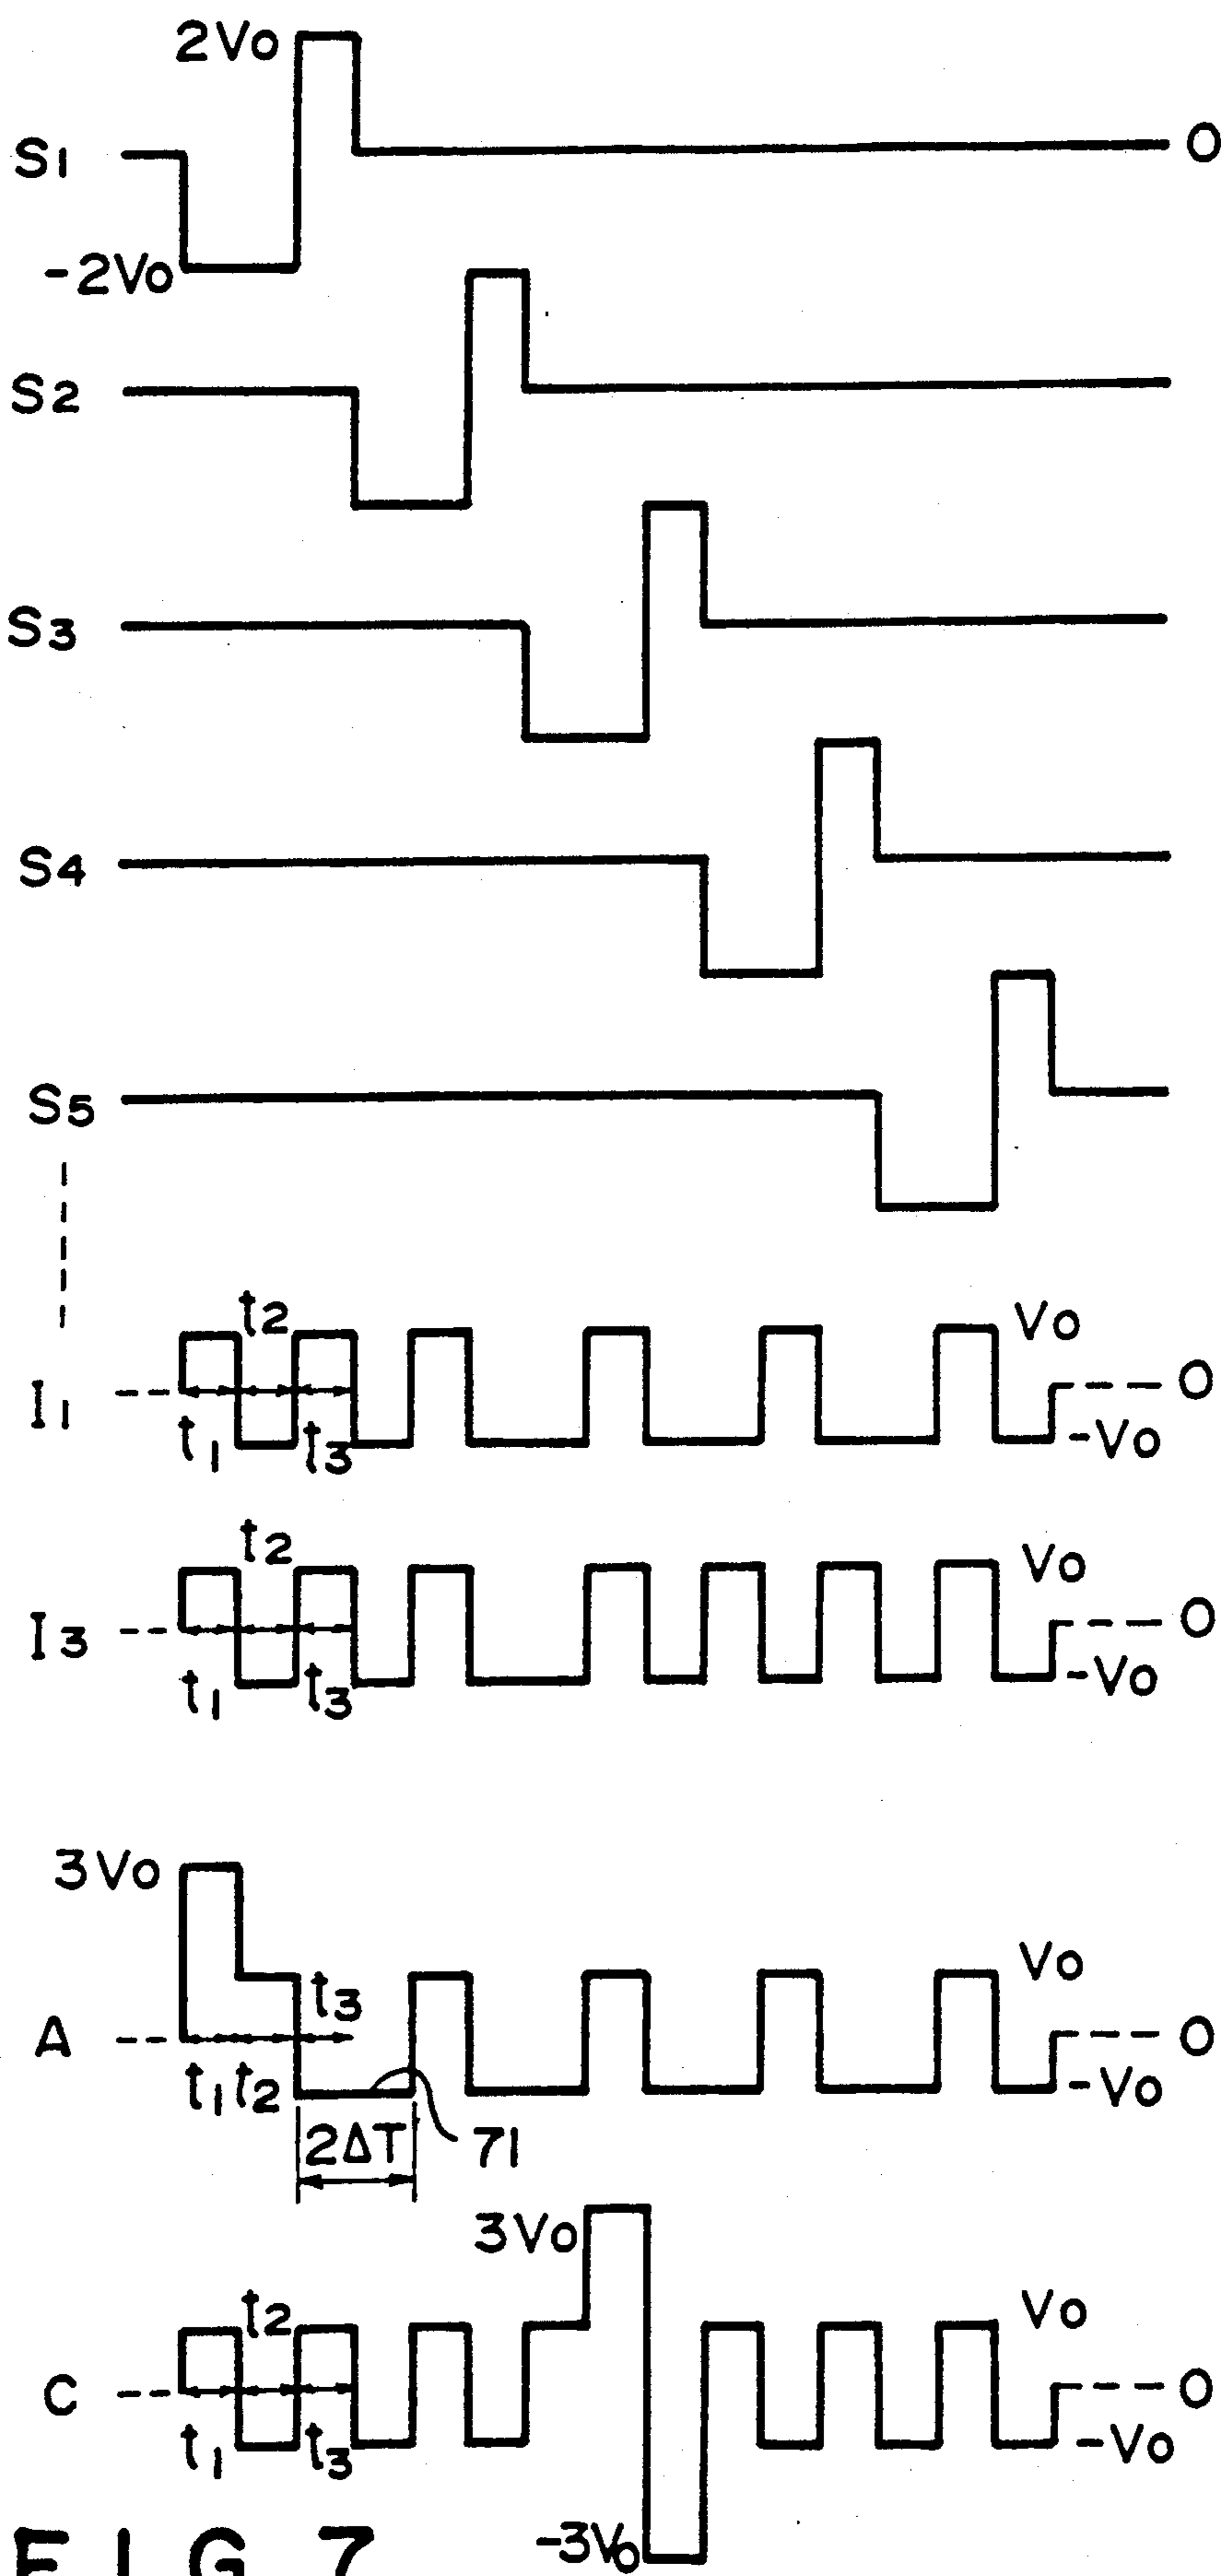 2Vo
S1 O
-2Vo
S2
S3
S4
S5
t2 Vo
I1 O
t1 t3 -Vo
t2 Vo
I3 O
t1 t3 -Vo
3Vo
t3 Vo
A O
t1 t2 -Vo
2ΔT 71
3Vo
t2 Vo
C O
t1 t3 -Vo
FIG. 7 -3Vo